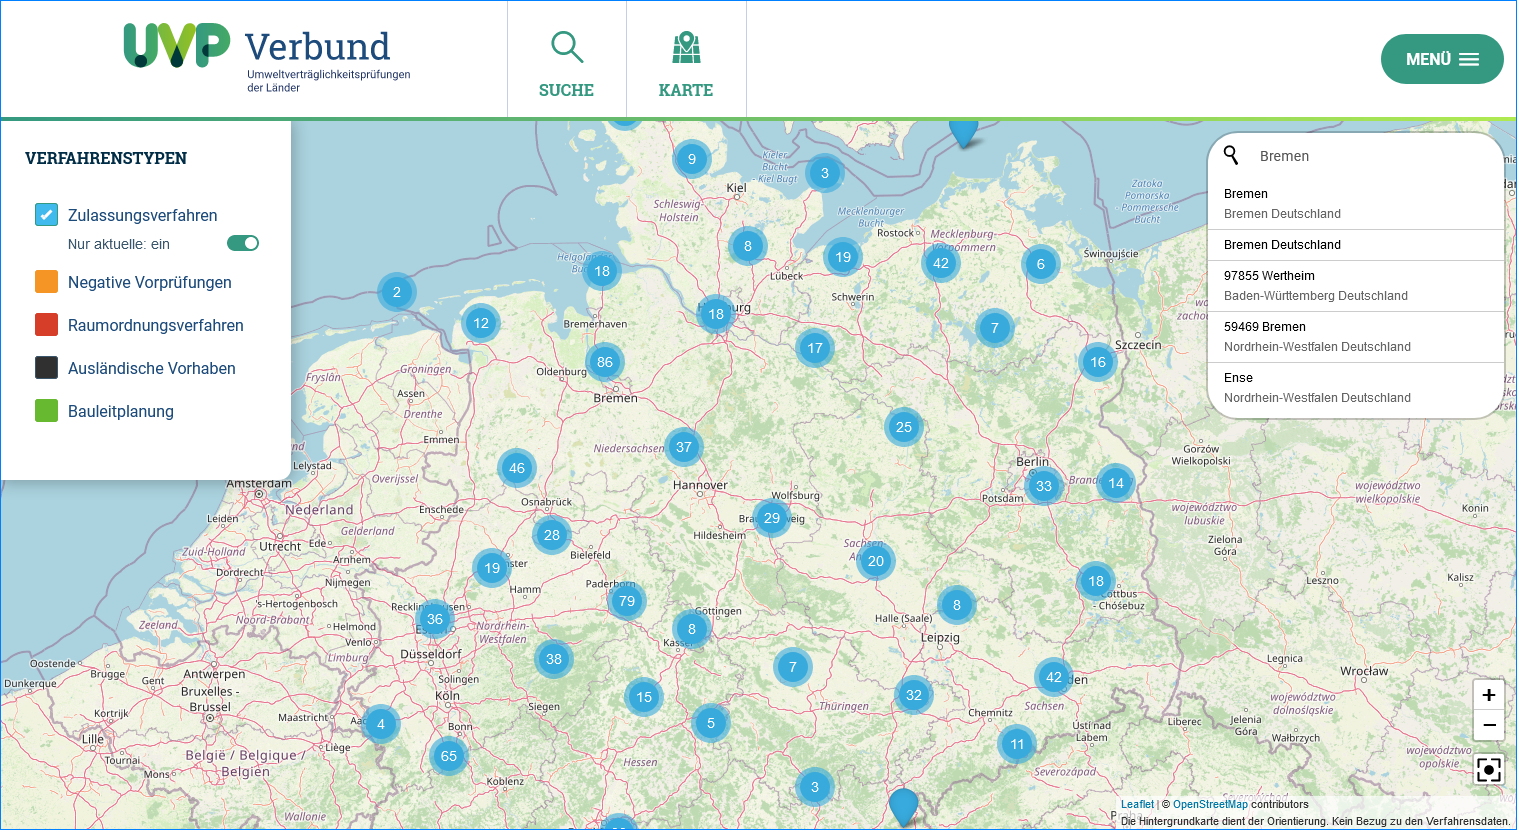 UVP Verbund
Umweltverträglichkeitsprüfungen
der Länder
SUCHE
KARTE
MENÜ
VERFAHRENSTYPEN
Zulassungsverfahren
Nur aktuelle: ein
Negative Vorprüfungen
Raumordnungsverfahren
Ausländische Vorhaben
Bauleitplanung
Bremen
Bremen
Bremen Deutschland
Bremen Deutschland
97855 Wertheim
Baden-Württemberg Deutschland
59469 Bremen
Nordrhein-Westfalen Deutschland
Ense
Nordrhein-Westfalen Deutschland
9
3
Kieler
Bucht
- Kiel Bugt
Kiel
Schleswig-
Holstein
Zatoka
Pomorska
- Pommersche
Bucht
Mecklenburger
Bucht
Rostock
Mecklenburg-
Vorpommern
8
19
42
6
Świnoujście
18
Lübeck
Schwerin
2
12
Bremerhaven
18
7
17
16
Szczecin
86
Oldenburg
Bremen
Groningen
Fryslân
Assen
Drenthe
Emmen
25
Niedersachsen
37
46
Lelystad
Overijssel
Amsterdam
Nederland
Hannover
Wolfsburg
Berlin
33
14
Potsdam
Gorzów
Wielkopolski
województwo
wielkopolskie
województwo
lubuskie
Konin
Osnabrück
Enschede
Leiden
Gelderland
Utrecht
Ede
Zuid-Holland
Arnhem
Dordrecht
Nijmegen
28
Bielefeld
29
Hildesheim
20
Zielona
Góra
Leszno
Kalisz
19
Hamm
Paderborn
79
18
Cottbus
- Chóśebuz
's-Hertogenbosch
Noord-Brabant
Zeeland
Helmond
Venlo
Limburg
36
Nordrhein-
Westfalen
8
Göttingen
8
Halle (Saale)
Leipzig
Düsseldorf
38
7
Oostende
Dunkerque
Brugge
Gent
Antwerpen
Bruxelles -
Brussel
Solingen
Köln
Siegen
15
32
42
Legnica
Wrocław
Thüringen
Chemnitz
Sachsen
województwo
dolnośląskie
Kortrijk
Maastricht
4
Bonn
5
Lille
Tournai
Mons
Liège
België / Belgique /
Belgien
65
Hessen
11
Ústí nad
Labem
Liberec
Jelenia
Góra
Wałbrzych
województwo
opolskie
Koblenz
3
Severozápad
Wallonie
+
−
Leaflet | © OpenStreetMap contributors
Die Hintergrundkarte dient der Orientierung. Kein Bezug zu den Verfahrensdaten.